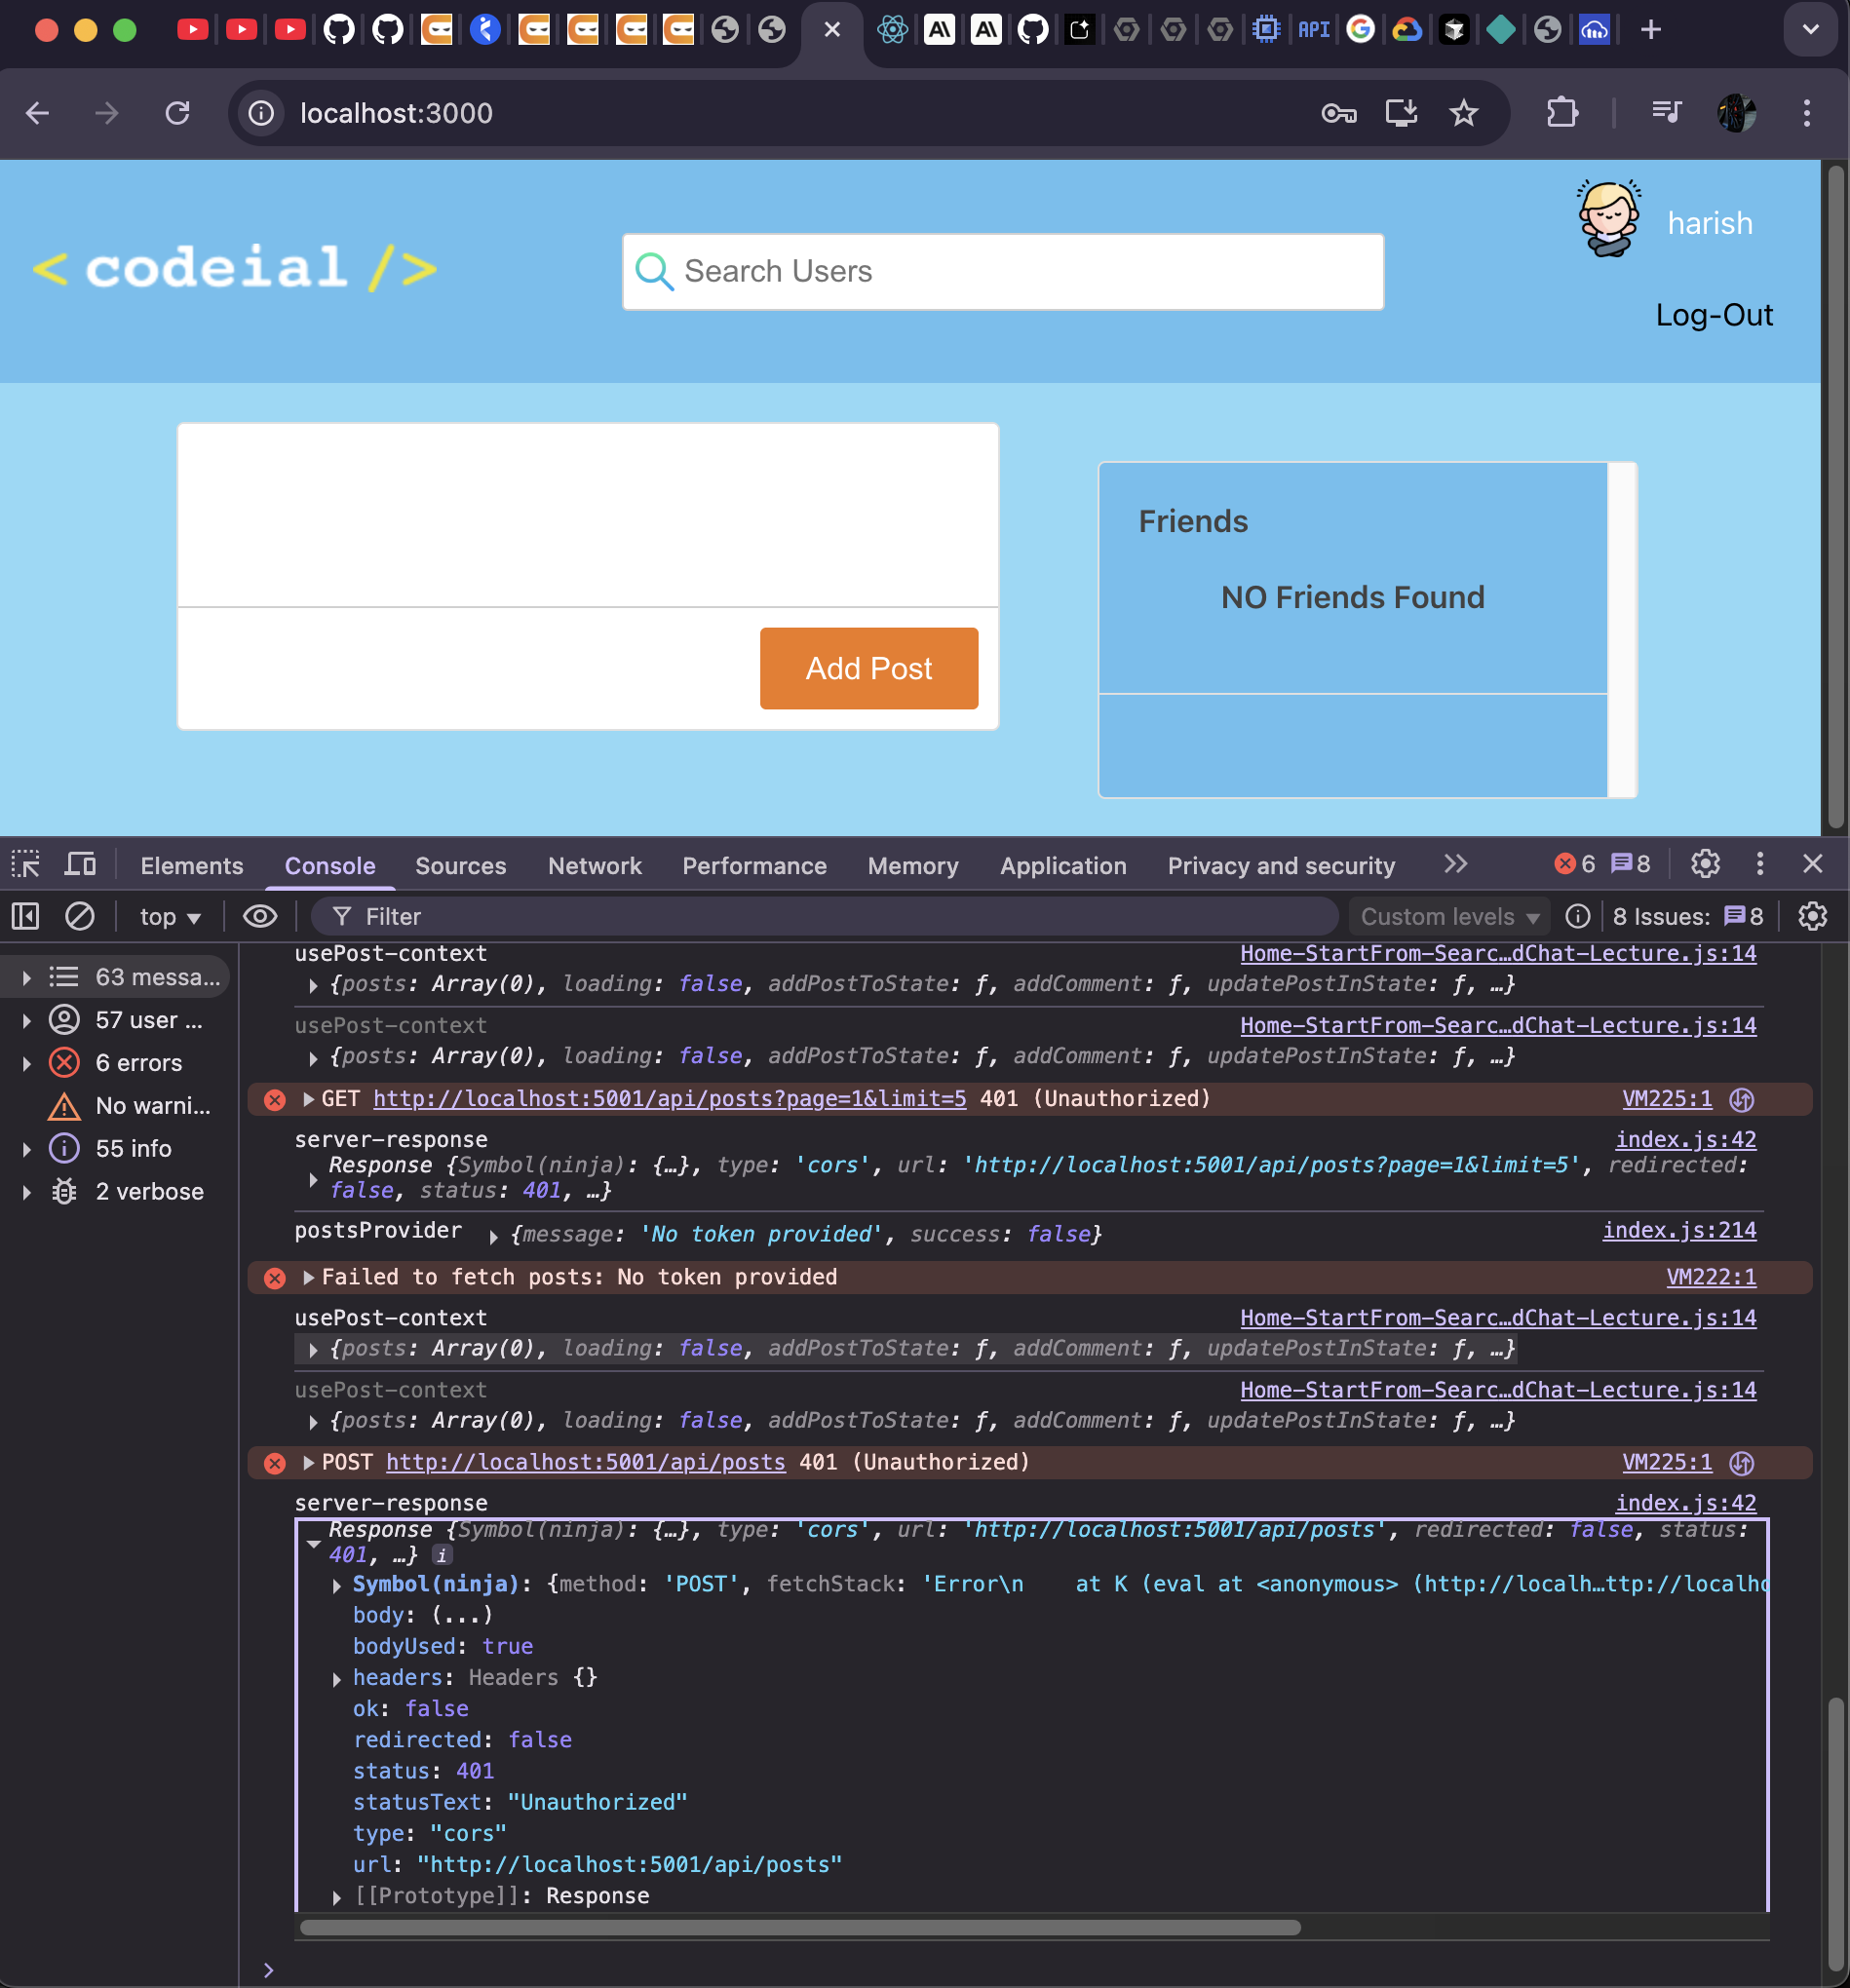 API
localhost:3000
< codeial />
Search Users
harish
Log-Out
Add Post
Friends
NO Friends Found
Elements Console Sources Network Performance Memory Application Privacy and security 6 8
top Filter Custom levels 8 Issues: 8
63 messa...
57 user ...
6 errors
No warni...
55 info
2 verbose
usePost-context Home-StartFrom-Searc…dChat-Lecture.js:14
{posts: Array(0), loading: false, addPostToState: ƒ, addComment: ƒ, updatePostInState: ƒ, …}
usePost-context Home-StartFrom-Searc…dChat-Lecture.js:14
{posts: Array(0), loading: false, addPostToState: ƒ, addComment: ƒ, updatePostInState: ƒ, …}
GET http://localhost:5001/api/posts?page=1&limit=5 401 (Unauthorized) VM225:1
server-response index.js:42
Response {Symbol(ninja): {…}, type: 'cors', url: 'http://localhost:5001/api/posts?page=1&limit=5', redirected:
false, status: 401, …}
postsProvider {message: 'No token provided', success: false} index.js:214
Failed to fetch posts: No token provided VM222:1
usePost-context Home-StartFrom-Searc…dChat-Lecture.js:14
{posts: Array(0), loading: false, addPostToState: ƒ, addComment: ƒ, updatePostInState: ƒ, …}
usePost-context Home-StartFrom-Searc…dChat-Lecture.js:14
{posts: Array(0), loading: false, addPostToState: ƒ, addComment: ƒ, updatePostInState: ƒ, …}
POST http://localhost:5001/api/posts 401 (Unauthorized) VM225:1
server-response index.js:42
Response {Symbol(ninja): {…}, type: 'cors', url: 'http://localhost:5001/api/posts', redirected: false, status:
401, …} i
Symbol(ninja): {method: 'POST', fetchStack: 'Error\n at K (eval at <anonymous> (http://localh…ttp://localho
body: (...)
bodyUsed: true
headers: Headers {}
ok: false
redirected: false
status: 401
statusText: "Unauthorized"
type: "cors"
url: "http://localhost:5001/api/posts"
[[Prototype]]: Response